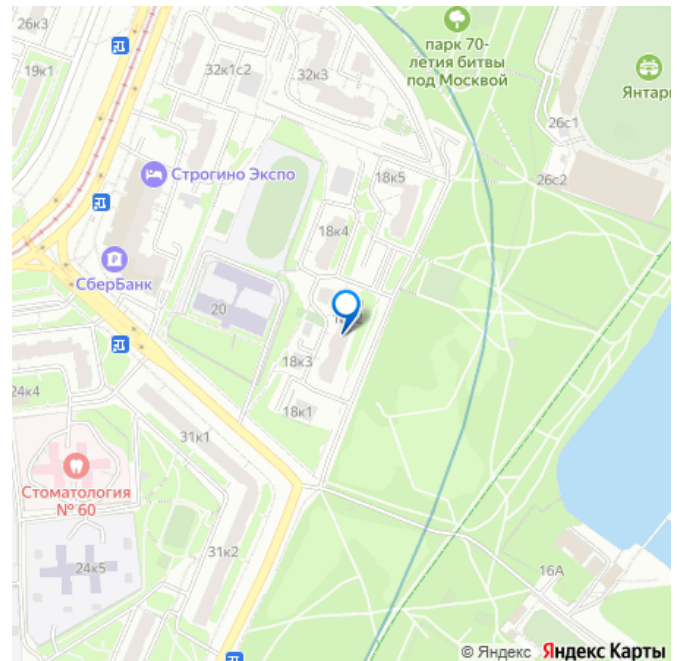 26к3
парк 70-
летия битвы
под Москвой
19к1
32к1с2
32к3
Янтарь
26с1
Строгино Экспо
18к5
26с2
18к4
СберБанк
20
18к3
24к4
18к1
31к1
Стоматология
№ 60
31к2
24к5
16А
© Яндекс Яндекс Карты